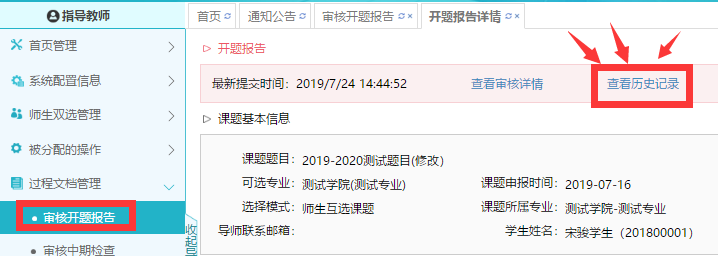 指导教师
首页 通知公告 审核开题报告 × 开题报告详情 ×
首页管理
系统配置信息
师生双选管理
被分配的操作
过程文档管理
审核开题报告
审核中期检查
收起
开题报告
最新提交时间：2019/7/24 14:44:52 查看审核详情 查看历史记录
课题基本信息
课题题目：2019-2020测试题目(修改)
可选专业：测试学院(测试专业) 课题申报时间：2019-07-16
选择模式：师生互选课题 课题所属专业：测试学院-测试专业
导师联系邮箱： 学生姓名：宋骏学生（201800001）